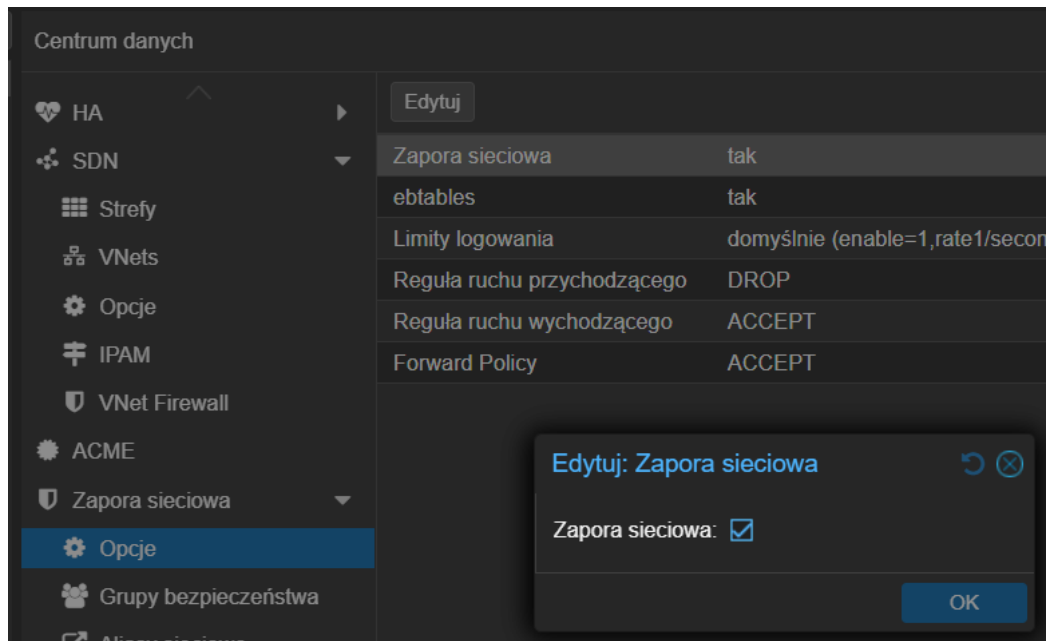 Centrum danych
HA
SDN
Strefy
VNets
Opcje
IPAM
VNet Firewall
ACME
Zapora sieciowa
Opcje
Grupy bezpieczeństwa
Edytuj
Zapora sieciowa tak
ebtables tak
Limity logowania domyślnie (enable=1,rate1/secon
Reguła ruchu przychodzącego DROP
Reguła ruchu wychodzącego ACCEPT
Forward Policy ACCEPT
Edytuj: Zapora sieciowa
Zapora sieciowa:
OK